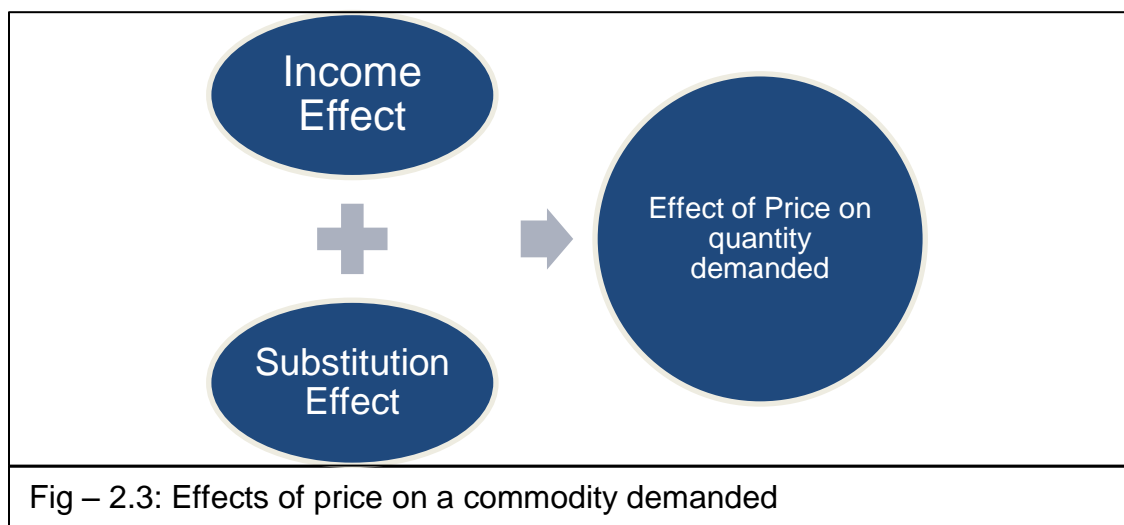 Income
Effect
Substitution
Effect
Effect of Price on
quantity
demanded
Fig – 2.3: Effects of price on a commodity demanded